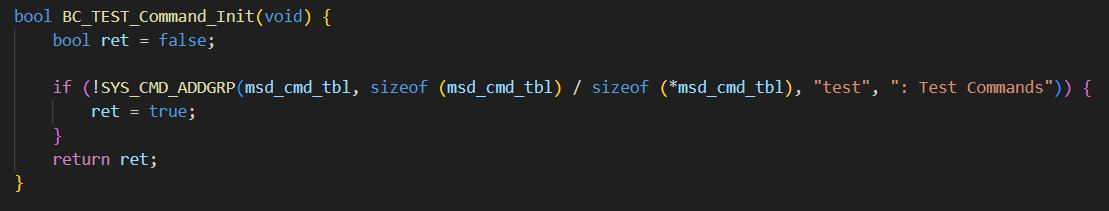 bool BC_TEST_Command_Init(void) {
    bool ret = false;

    if (!SYS_CMD_ADDGRP(msd_cmd_tbl, sizeof (msd_cmd_tbl) / sizeof (*msd_cmd_tbl), "test", ": Test Commands")) {
        ret = true;
    }
    return ret;
}